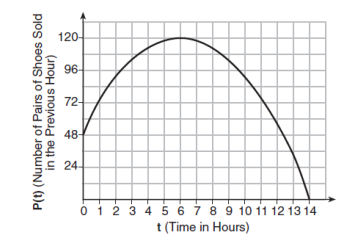 P(t) (Number of Pairs of Shoes Sold
in the Previous Hour)
120
96
72
48
24
0 1 2 3 4 5 6 7 8 9 10 11 12 13 14
t (Time in Hours)